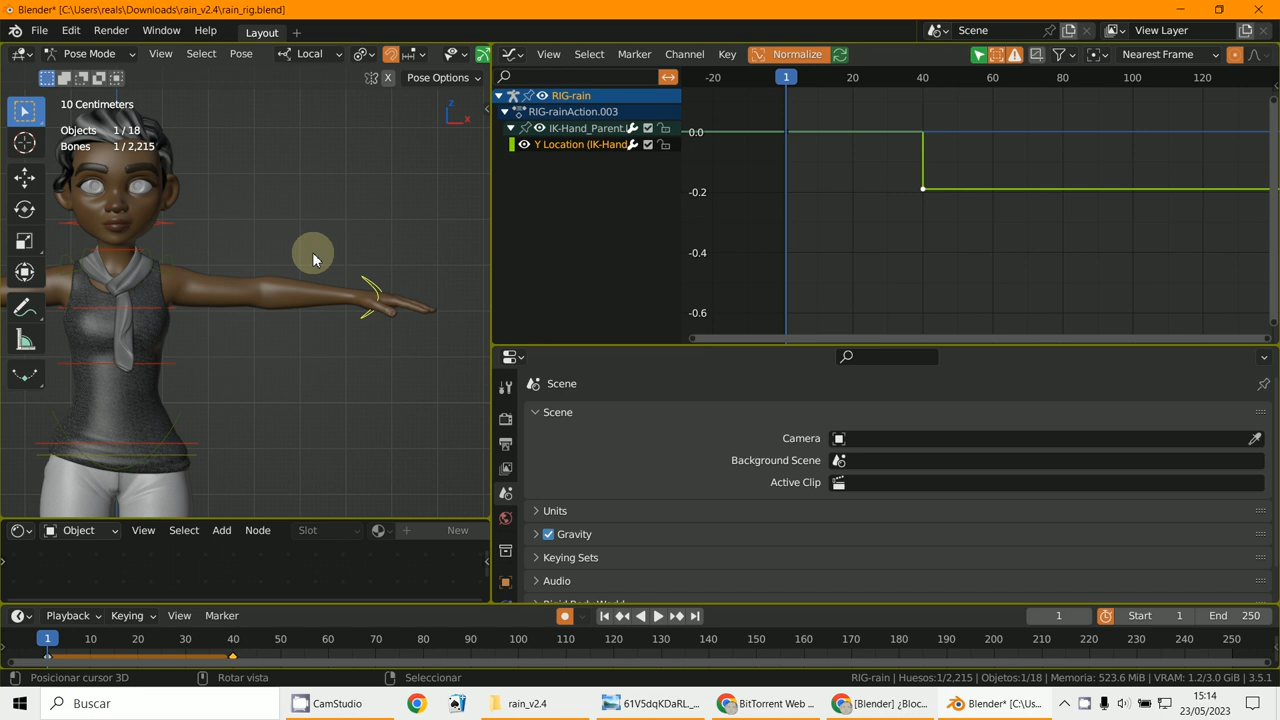 Blender* [C:\Users\reals\Downloads\rain_v2.4\rain_rig.blend]
File Edit Render Window Help Layout + Scene View Layer
Pose Mode View Select Pose Local
View Select Marker Channel Key Normalize Nearest Frame
X Pose Options
-20 1 20 40 60 80 100 120
10 Centimeters
Objects 1 / 18
Bones 1 / 2,215
Z
X
RIG-rain
RIG-rainAction.003
IK-Hand_Parent.
Y Location (IK-Hand
0.0
-0.2
-0.4
-0.6
Scene
Scene
Camera
Background Scene
Active Clip
Units
Gravity
Keying Sets
Audio
Object View Select Add Node Slot + New
Playback Keying View Marker 1 Start 1 End 250
1 10 20 30 40 50 60 70 80 90 100 110 120 130 140 150 160 170 180 190 200 210 220 230 240 250
Posicionar cursor 3D Rotar vista Seleccionar RIG-rain | Huesos:1/2,215 | Objetos:1/18 | Memoria: 523.6 MiB | VRAM: 1.2/3.0 GiB | 3.5.1
Buscar CamStudio rain_v2.4 61V5dqKDaRL_... BitTorrent Web ... [Blender] ¿Bloc... Blender* [C:\Us... 15:14
23/05/2023